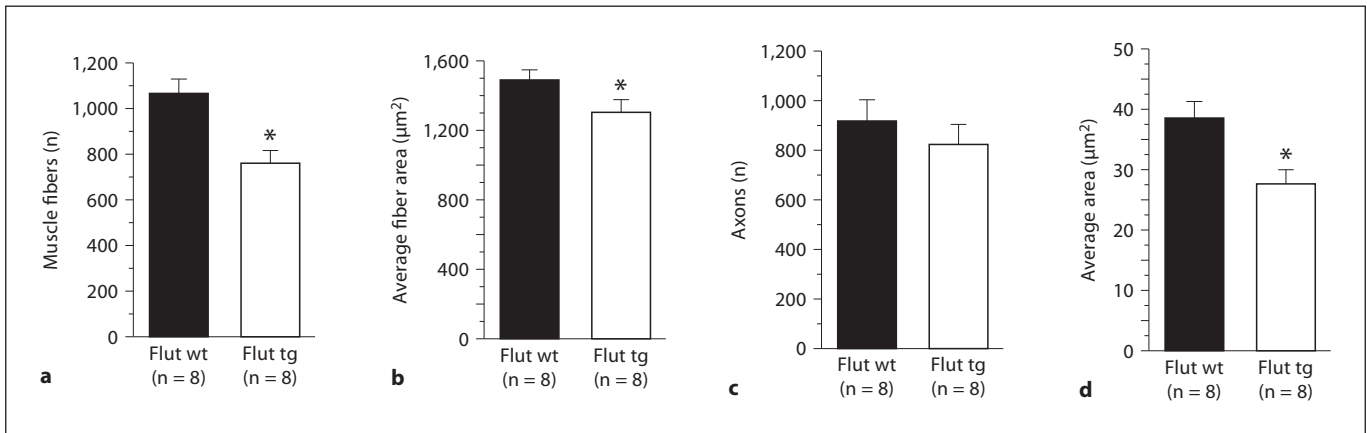 Muscle fibers (n)
1,200
1,000
800
600
400
200
0
*
Flut wt
(n = 8)
Flut tg
(n = 8)
a
Average fiber area (µm²)
1,600
1,300
800
400
0
*
Flut wt
(n = 8)
Flut tg
(n = 8)
b
Axons (n)
1,200
1,000
800
600
400
200
0
Flut wt
(n = 8)
Flut tg
(n = 8)
c
Average area (µm²)
50
40
30
20
10
0
*
Flut wt
(n = 8)
Flut tg
(n = 8)
d